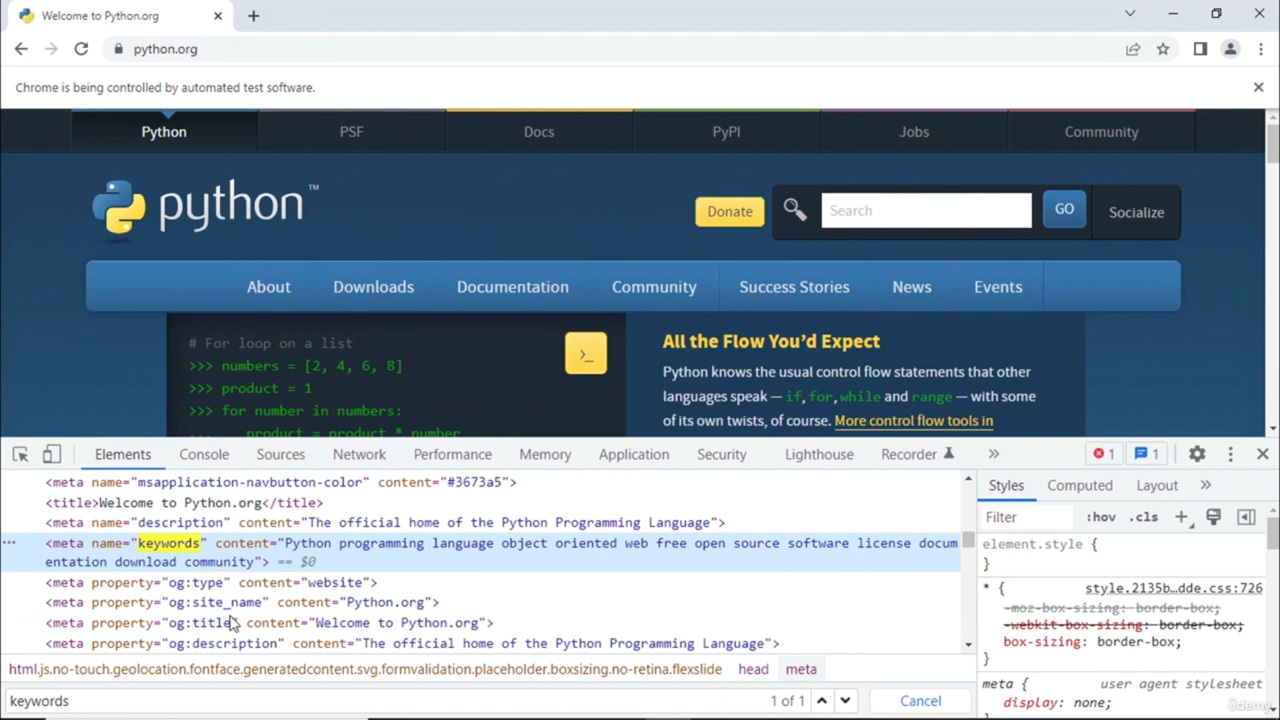 Welcome to Python.org
python.org
Chrome is being controlled by automated test software.
Python PSF Docs PyPI Jobs Community
python™
Donate Search GO Socialize
About Downloads Documentation Community Success Stories News Events
# For loop on a list
>>> numbers = [2, 4, 6, 8]
>>> product = 1
>>> for number in numbers:
product = product * number
>_
All the Flow You’d Expect
Python knows the usual control flow statements that other
languages speak — if, for, while and range — with some
of its own twists, of course. More control flow tools in
Elements Console Sources Network Performance Memory Application Security Lighthouse Recorder » 1 1
<meta name="msapplication-navbutton-color" content="#3673a5">
<title>Welcome to Python.org</title>
<meta name="description" content="The official home of the Python Programming Language">
<meta name="keywords" content="Python programming language object oriented web free open source software license docum
entation download community"> == $0
<meta property="og:type" content="website">
<meta property="og:site_name" content="Python.org">
<meta property="og:title" content="Welcome to Python.org">
<meta property="og:description" content="The official home of the Python Programming Language">
html.js.no-touch.geolocation.fontface.generatedcontent.svg.formvalidation.placeholder.boxsizing.no-retina.flexslide head meta
keywords 1 of 1 Cancel
Styles Computed Layout »
Filter :hov .cls +
element.style {
}
* { style.2135b…dde.css:726
-moz-box-sizing: border-box;
-webkit-box-sizing: border-box;
box-sizing: border-box;
}
meta { user agent stylesheet
display: none;
ûdemy